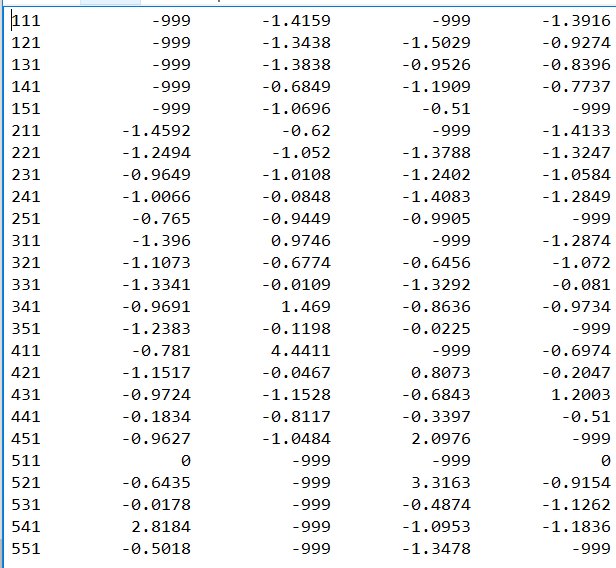 111 -999 -1.4159 -999 -1.3916
121 -999 -1.3438 -1.5029 -0.9274
131 -999 -1.3838 -0.9526 -0.8396
141 -999 -0.6849 -1.1909 -0.7737
151 -999 -1.0696 -0.51 -999
211 -1.4592 -0.62 -999 -1.4133
221 -1.2494 -1.052 -1.3788 -1.3247
231 -0.9649 -1.0108 -1.2402 -1.0584
241 -1.0066 -0.0848 -1.4083 -1.2849
251 -0.765 -0.9449 -0.9905 -999
311 -1.396 0.9746 -999 -1.2874
321 -1.1073 -0.6774 -0.6456 -1.072
331 -1.3341 -0.0109 -1.3292 -0.081
341 -0.9691 1.469 -0.8636 -0.9734
351 -1.2383 -0.1198 -0.0225 -999
411 -0.781 4.4411 -999 -0.6974
421 -1.1517 -0.0467 0.8073 -0.2047
431 -0.9724 -1.1528 -0.6843 1.2003
441 -0.1834 -0.8117 -0.3397 -0.51
451 -0.9627 -1.0484 2.0976 -999
511 0 -999 -999 0
521 -0.6435 -999 3.3163 -0.9154
531 -0.0178 -999 -0.4874 -1.1262
541 2.8184 -999 -1.0953 -1.1836
551 -0.5018 -999 -1.3478 -999